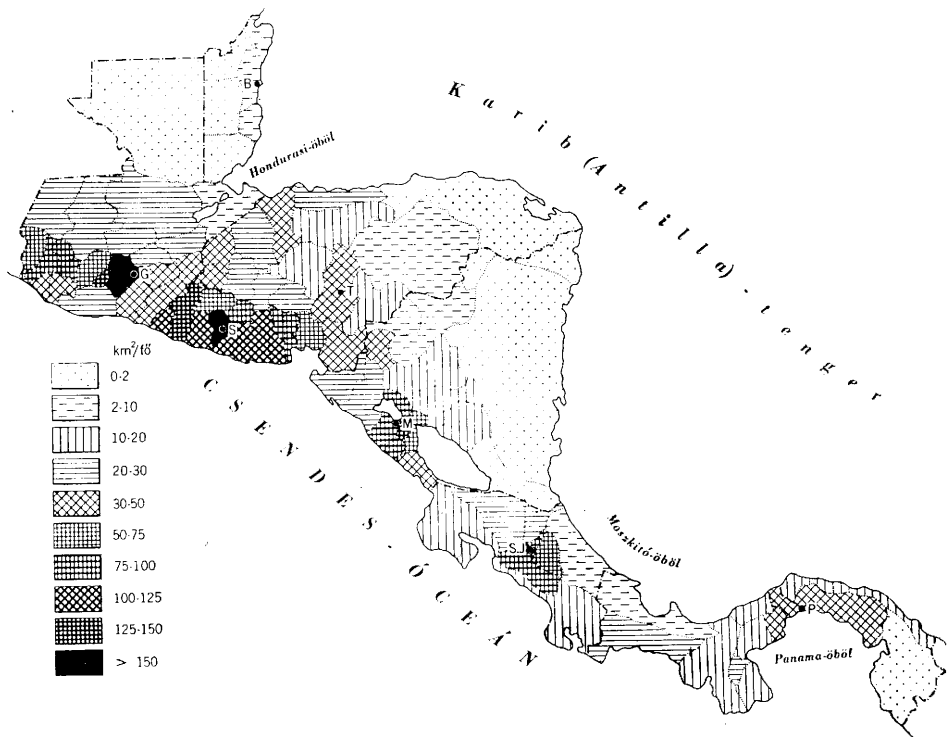 Karib (Antilla)-tenger
B
Hondurasi-öböl
G
T
S
km²/fő
0-2
2-10
10-20
20-30
30-50
50-75
75-100
100-125
125-150
> 150
CSENDES-ÓCEÁN
M
SJ
Moszkitó-öböl
P
Panama-öböl